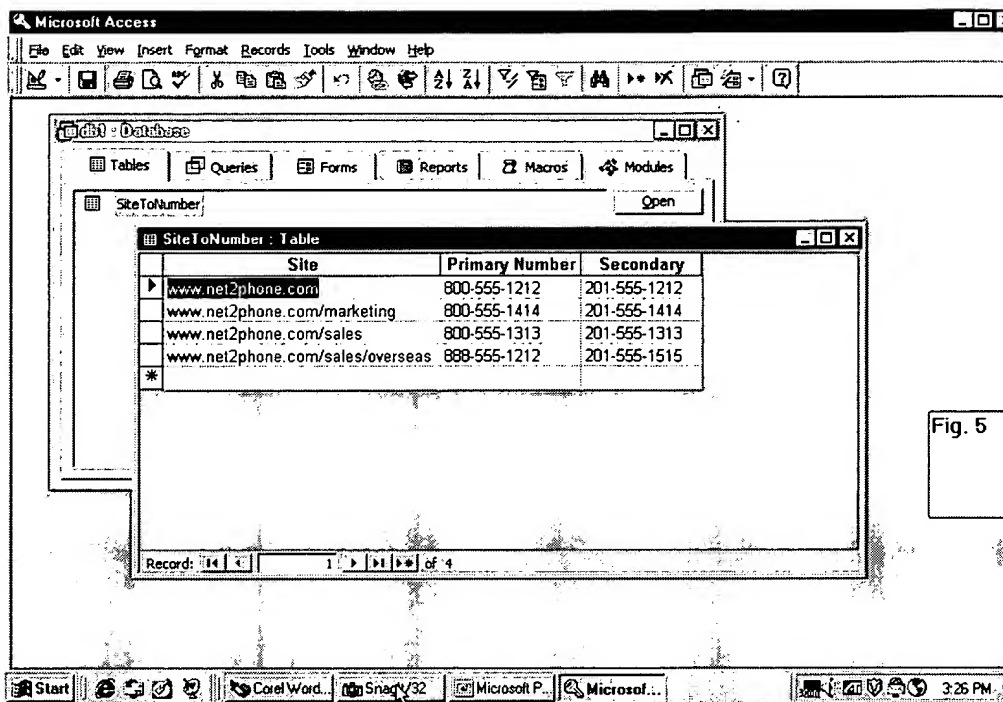 Microsoft Access
File Edit View Insert Format Records Tools Window Help
db1 : Database
Tables Queries Forms Reports Macros Modules
SiteToNumber Open
SiteToNumber : Table
Site Primary Number Secondary
www.net2phone.com 800-555-1212 201-555-1212
www.net2phone.com/marketing 800-555-1414 201-555-1414
www.net2phone.com/sales 800-555-1313 201-555-1313
www.net2phone.com/sales/overseas 888-555-1212 201-555-1515
Fig. 5
Record: 1 of 4
Start Corel Word... SnagIt/32 Microsoft P... Microsof... 3:26 PM